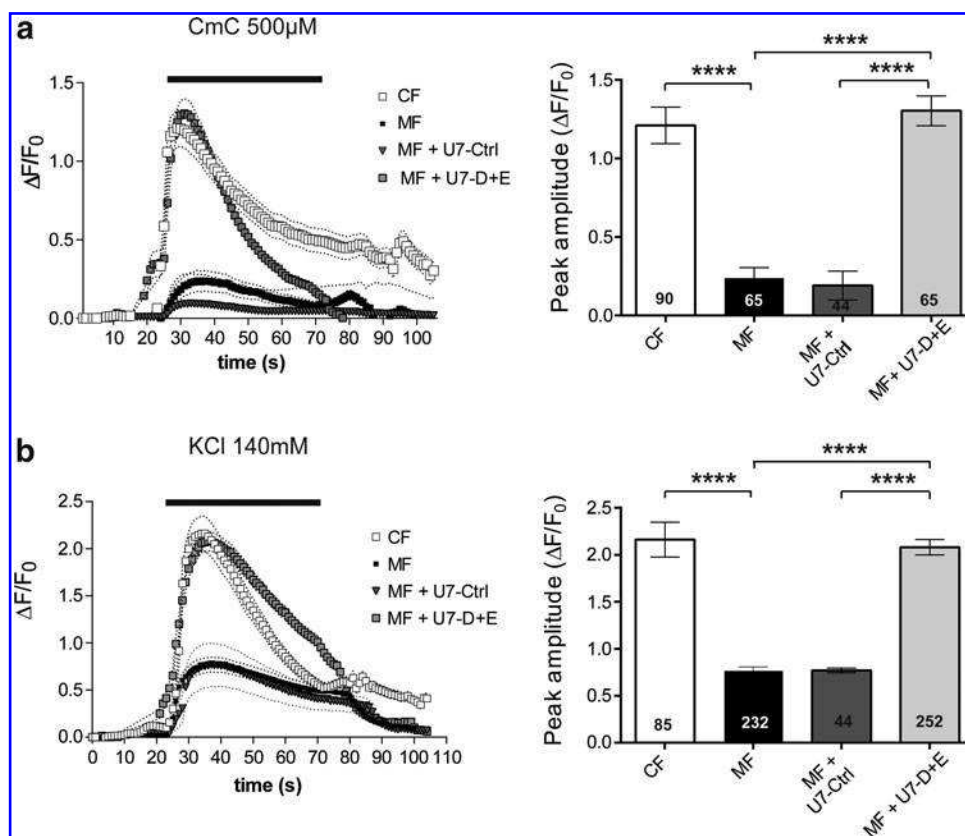 a
CmC 500µM
ΔF/F0
1.5
1.0
0.5
0.0
10 20 30 40 50 60 70 80 90 100
time (s)
CF
MF
MF + U7-Ctrl
MF + U7-D+E
Peak amplitude (ΔF/F0)
1.5
1.0
0.5
0.0
****
**** ****
90 65 44 65
CF
MF
MF +
U7-Ctrl
MF+ U7-D+E
b
KCl 140mM
ΔF/F0
2.5
2.0
1.5
1.0
0.5
0.0
0 10 20 30 40 50 60 70 80 90 100 110
time (s)
CF
MF
MF + U7-Ctrl
MF + U7-D+E
Peak amplitude (ΔF/F0)
2.5
2.0
1.5
1.0
0.5
0.0
****
**** ****
85 232 44 252
CF
MF
MF +
U7-Ctrl
MF + U7-D+E